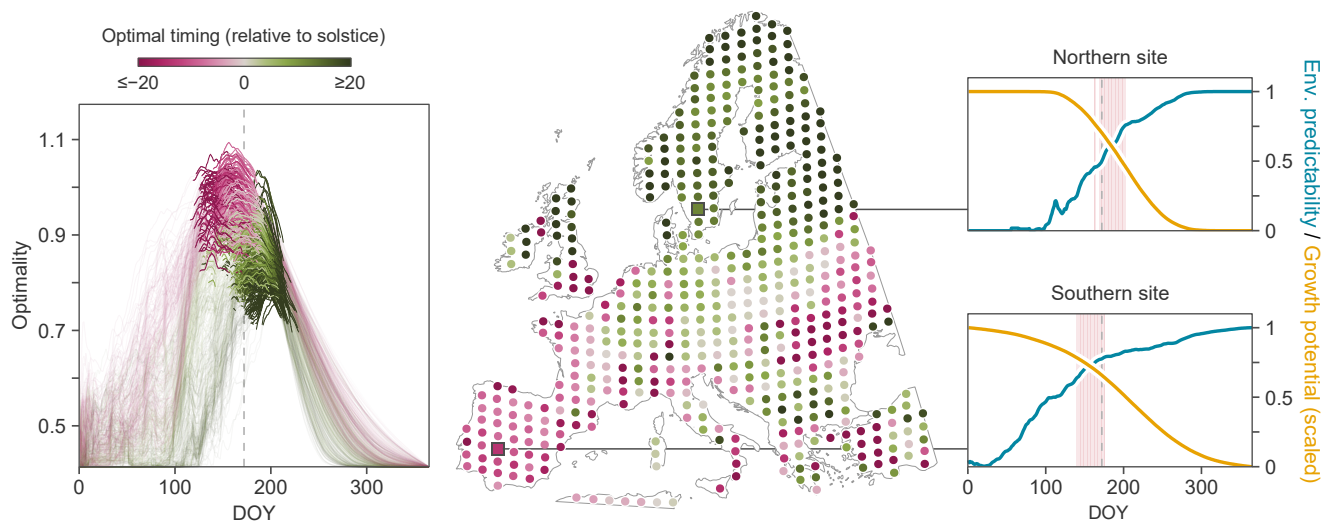 Optimal timing (relative to solstice)
≤−20 0 ≥20
Optimality
1.1
0.9
0.7
0.5
0 100 200 300
DOY
Northern site
1
0.5
0
Southern site
1
0.5
0
0 100 200 300
DOY
Env. predictability / Growth potential (scaled)